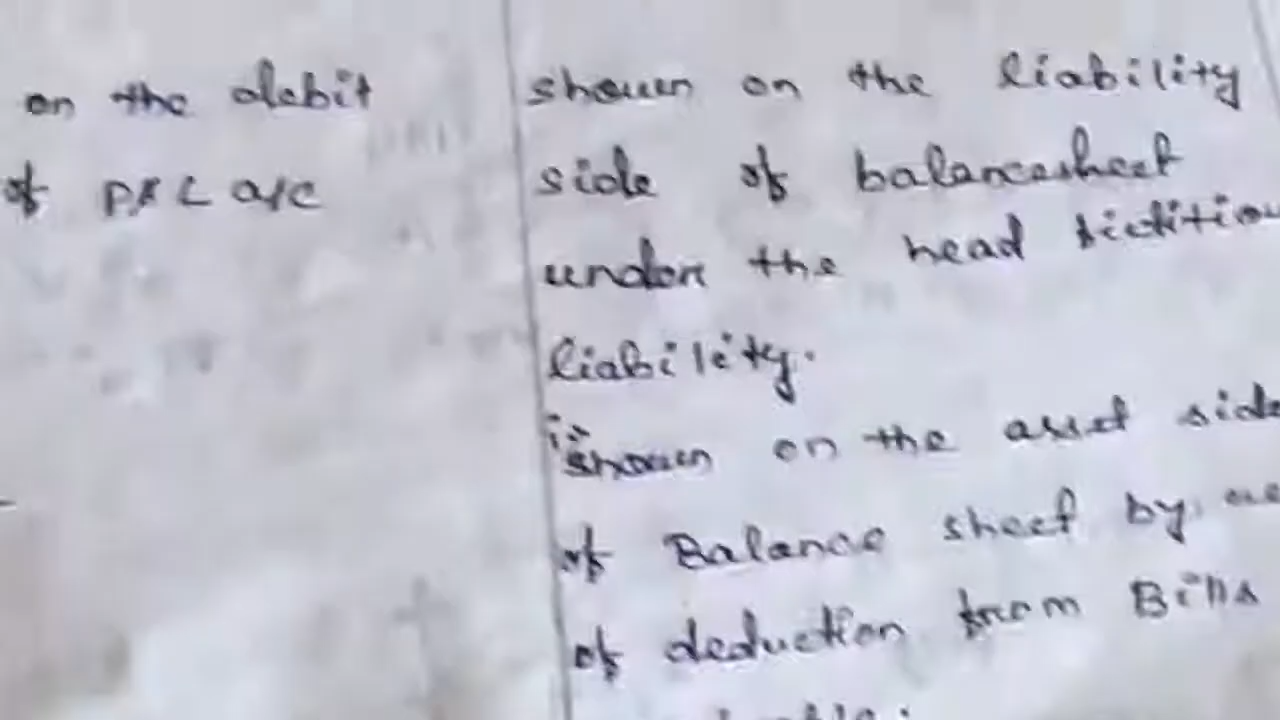 on the debit
of P&L a/c
shown on the liability
side of balancesheet
under the head
liability.
shown on the asset side
of Balance sheet by
of deduction from Bills